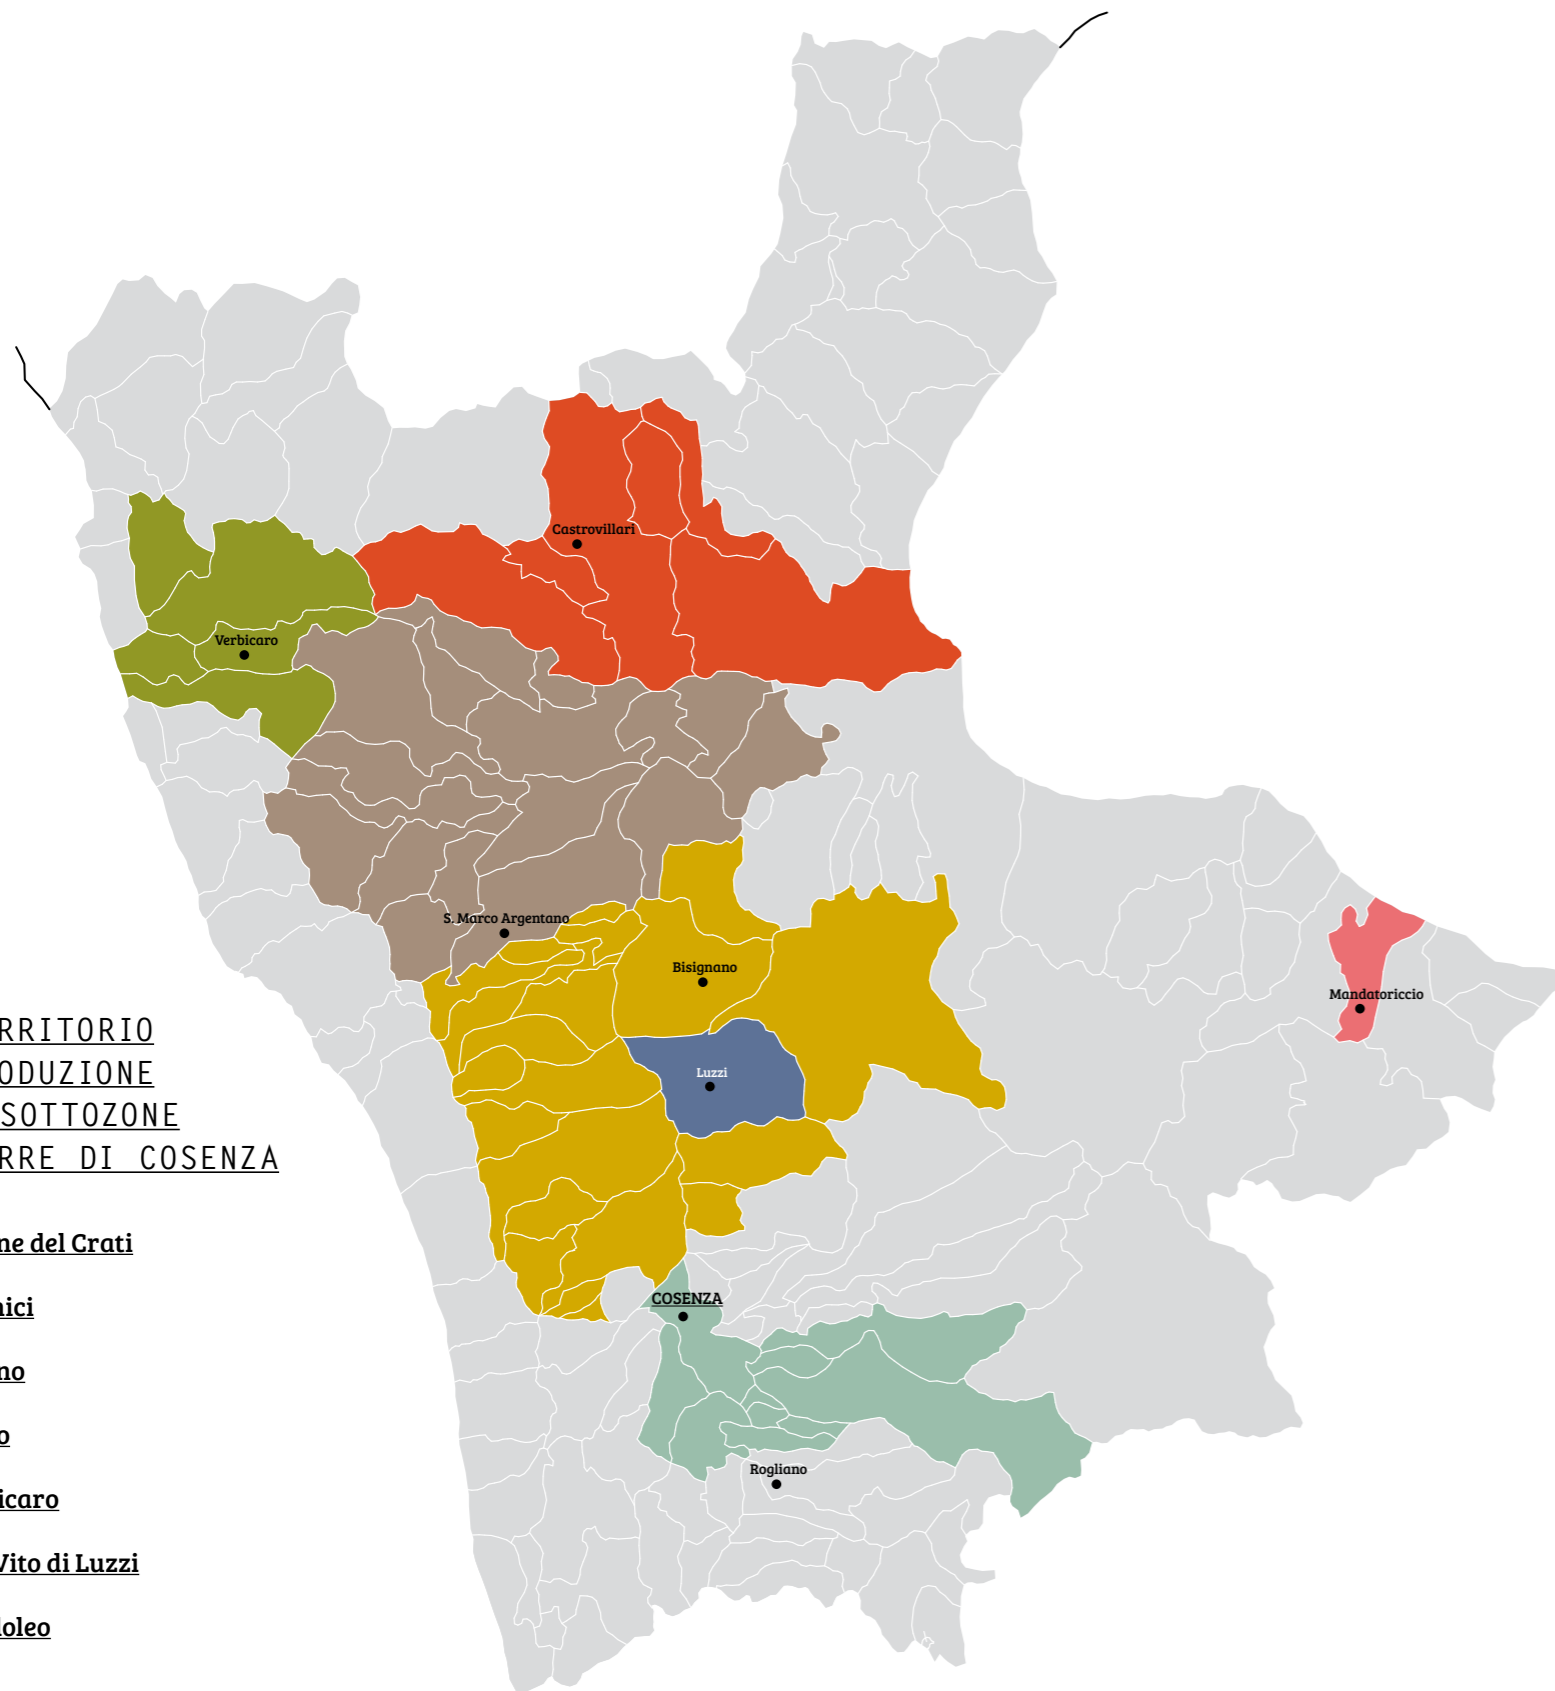 Castrovillari
Verbicaro
S. Marco Argentano
Bisignano
Mandatoriccio
Luzzi
COSENZA
Rogliano
RRITORIO
ODUZIONE
SOTTOZONE
RRE DI COSENZA
ne del Crati
nici
no
o
icaro
Vito di Luzzi
loleo